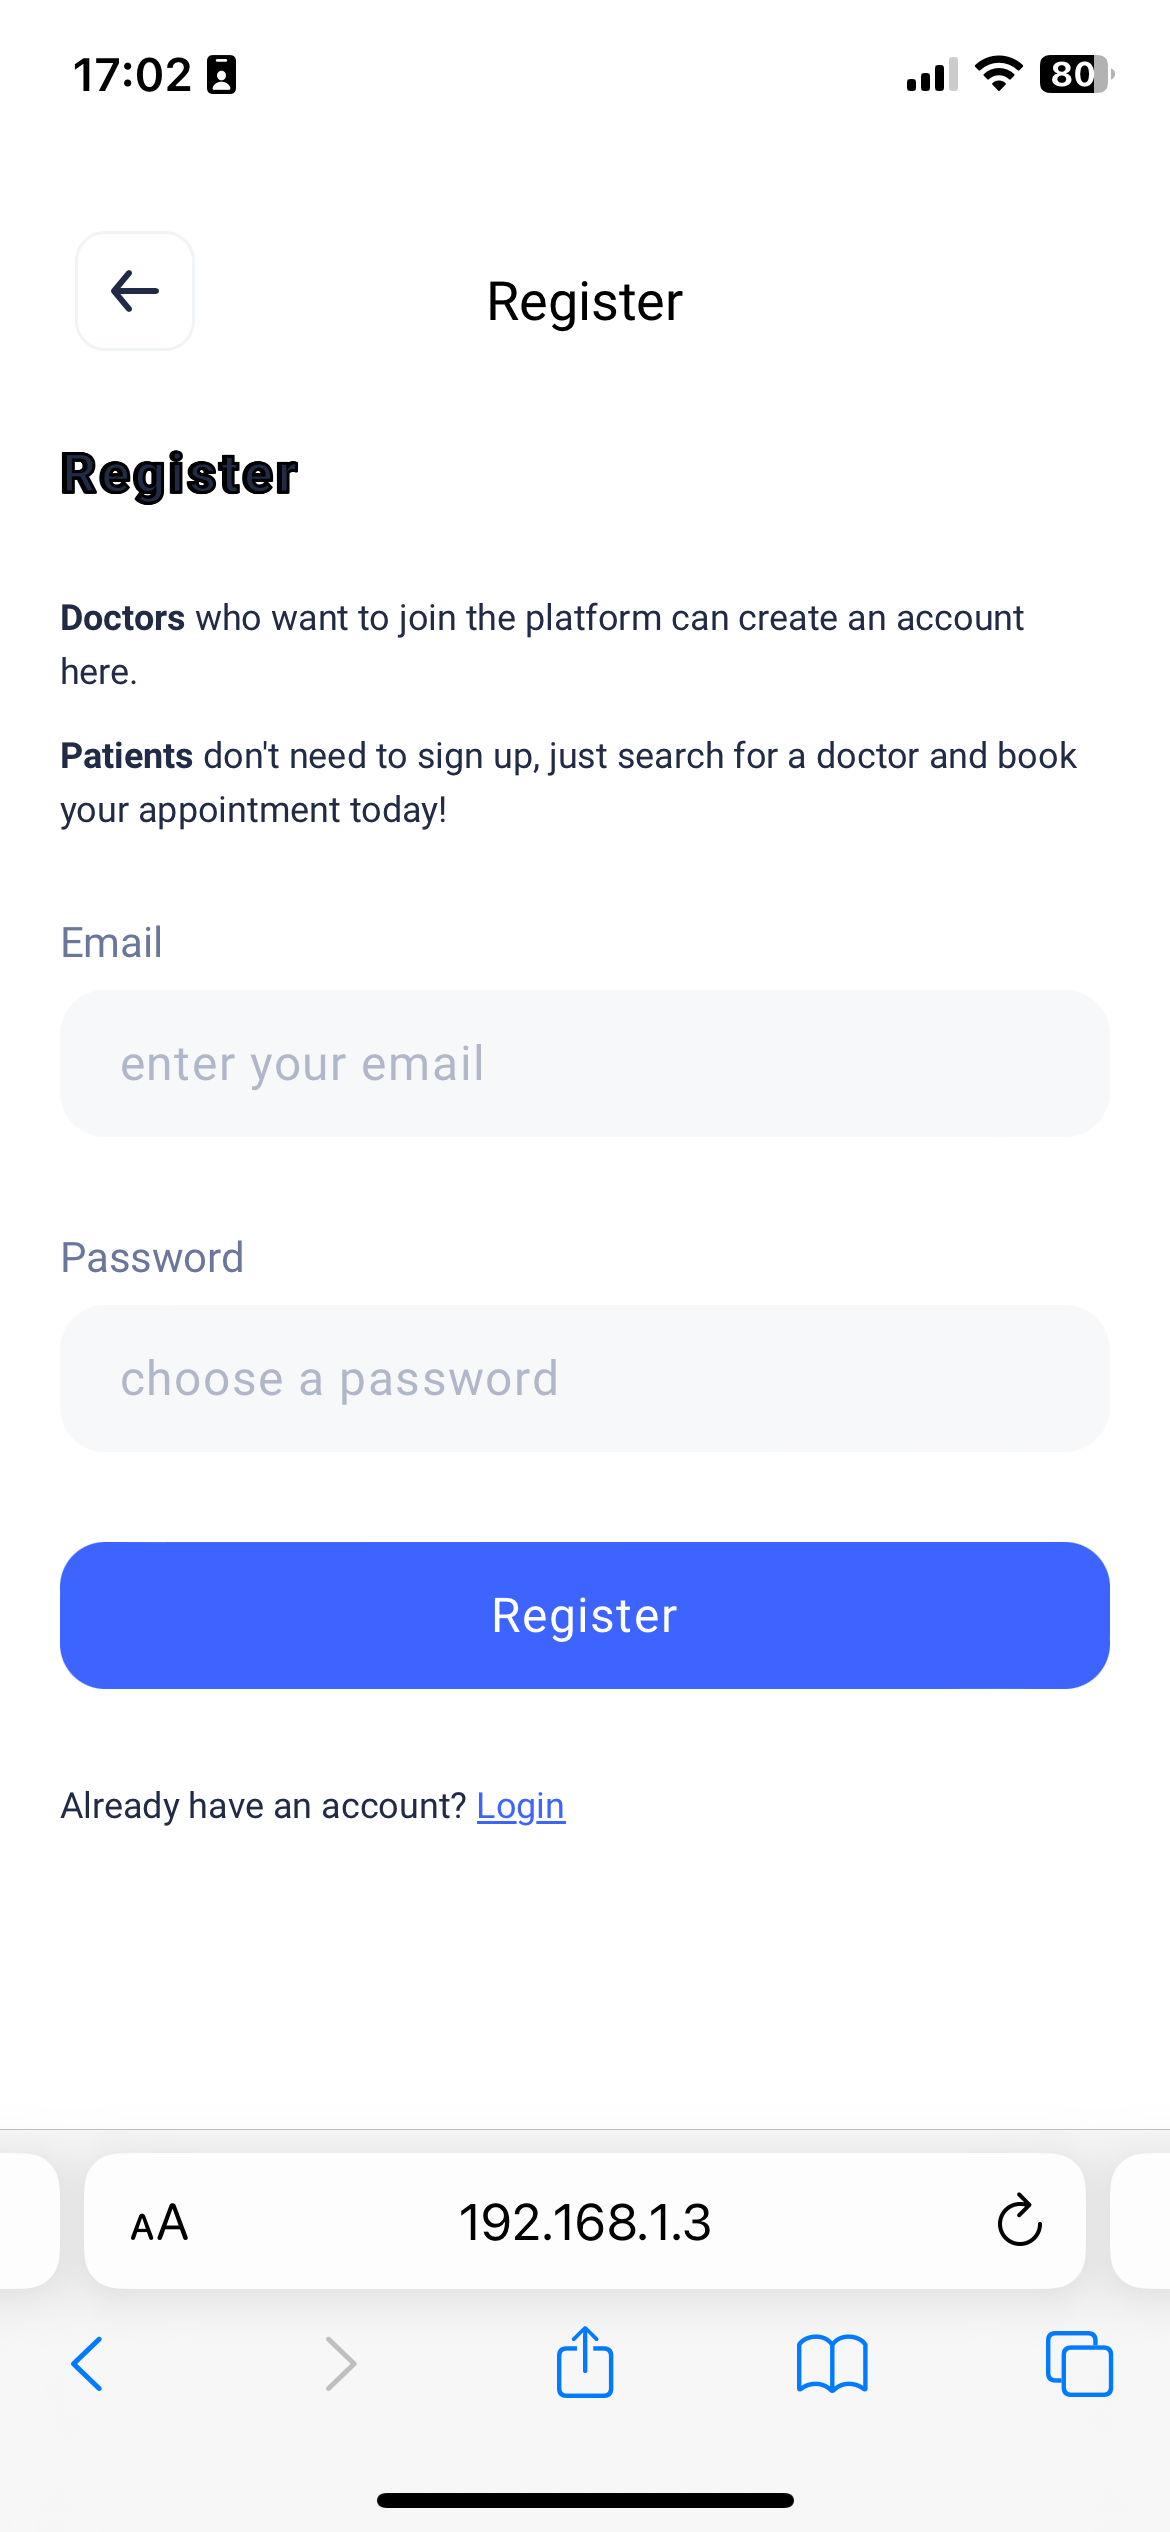 17:02
80
Register
Register
Doctors who want to join the platform can create an account
here.
Patients don't need to sign up, just search for a doctor and book
your appointment today!
Email
enter your email
Password
choose a password
Register
Already have an account? Login
AA
192.168.1.3